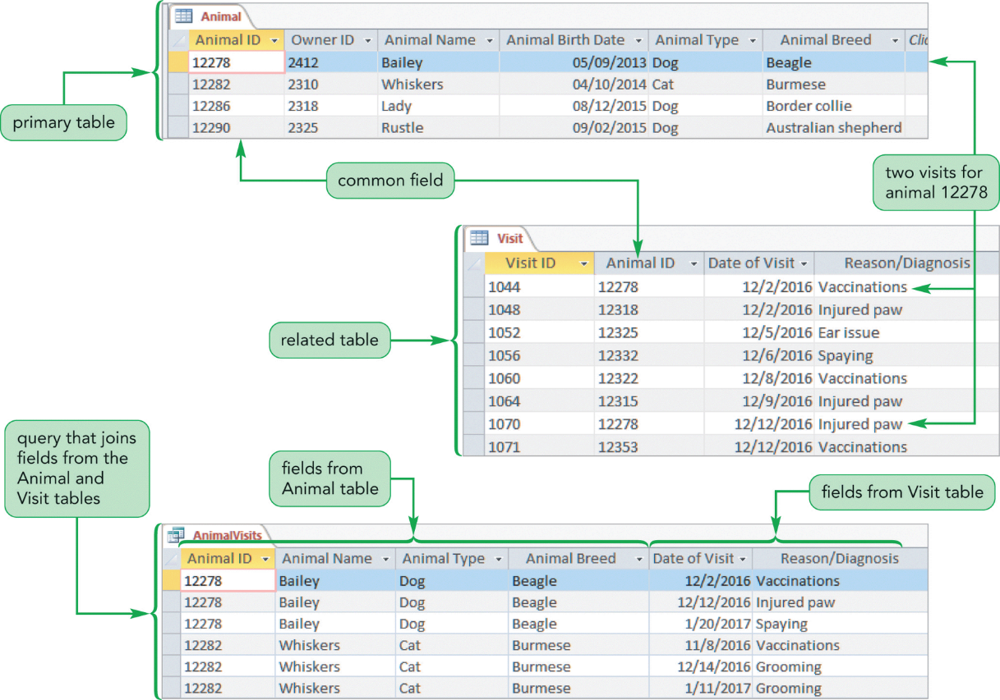 Animal
Animal ID Owner ID Animal Name Animal Birth Date Animal Type Animal Breed
12278 2412 Bailey 05/09/2013 Dog Beagle
12282 2310 Whiskers 04/10/2014 Cat Burmese
12286 2318 Lady 08/12/2015 Dog Border collie
12290 2325 Rustle 09/02/2015 Dog Australian shepherd
primary table
common field
two visits for
animal 12278
Visit
Visit ID Animal ID Date of Visit Reason/Diagnosis
1044 12278 12/2/2016 Vaccinations
1048 12318 12/2/2016 Injured paw
1052 12325 12/5/2016 Ear issue
1056 12332 12/6/2016 Spaying
1060 12322 12/8/2016 Vaccinations
1064 12315 12/9/2016 Injured paw
1070 12278 12/12/2016 Injured paw
1071 12353 12/12/2016 Vaccinations
related table
query that joins
fields from the
Animal and
Visit tables
fields from
Animal table
fields from Visit table
AnimalVisits
Animal ID Animal Name Animal Type Animal Breed Date of Visit Reason/Diagnosis
12278 Bailey Dog Beagle 12/2/2016 Vaccinations
12278 Bailey Dog Beagle 12/12/2016 Injured paw
12278 Bailey Dog Beagle 1/20/2017 Spaying
12282 Whiskers Cat Burmese 11/8/2016 Vaccinations
12282 Whiskers Cat Burmese 12/14/2016 Grooming
12282 Whiskers Cat Burmese 1/11/2017 Grooming